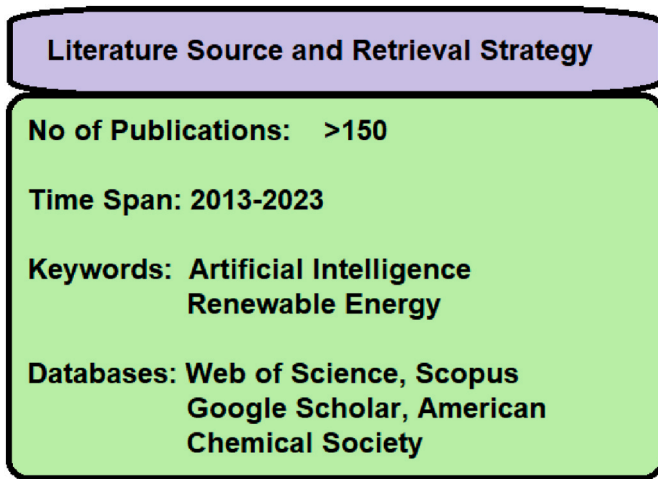 Literature Source and Retrieval Strategy
No of Publications: >150
Time Span: 2013-2023
Keywords: Artificial Intelligence
Renewable Energy
Databases: Web of Science, Scopus
Google Scholar, American
Chemical Society